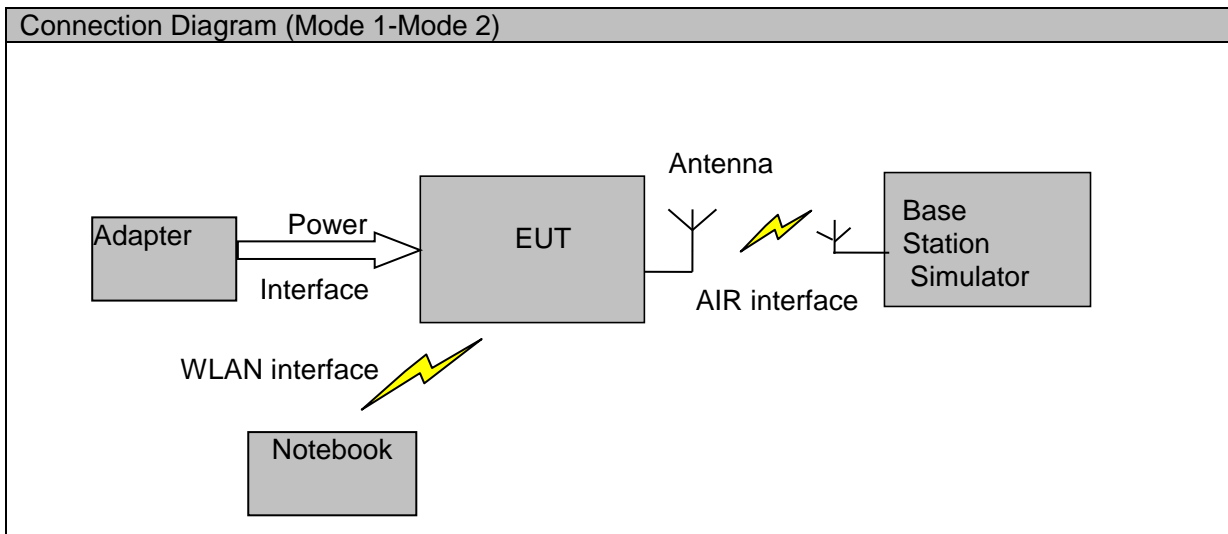 Connection Diagram (Mode 1-Mode 2)
Antenna
Adapter
Power
Interface
EUT
Base
Station
Simulator
AIR interface
WLAN interface
Notebook